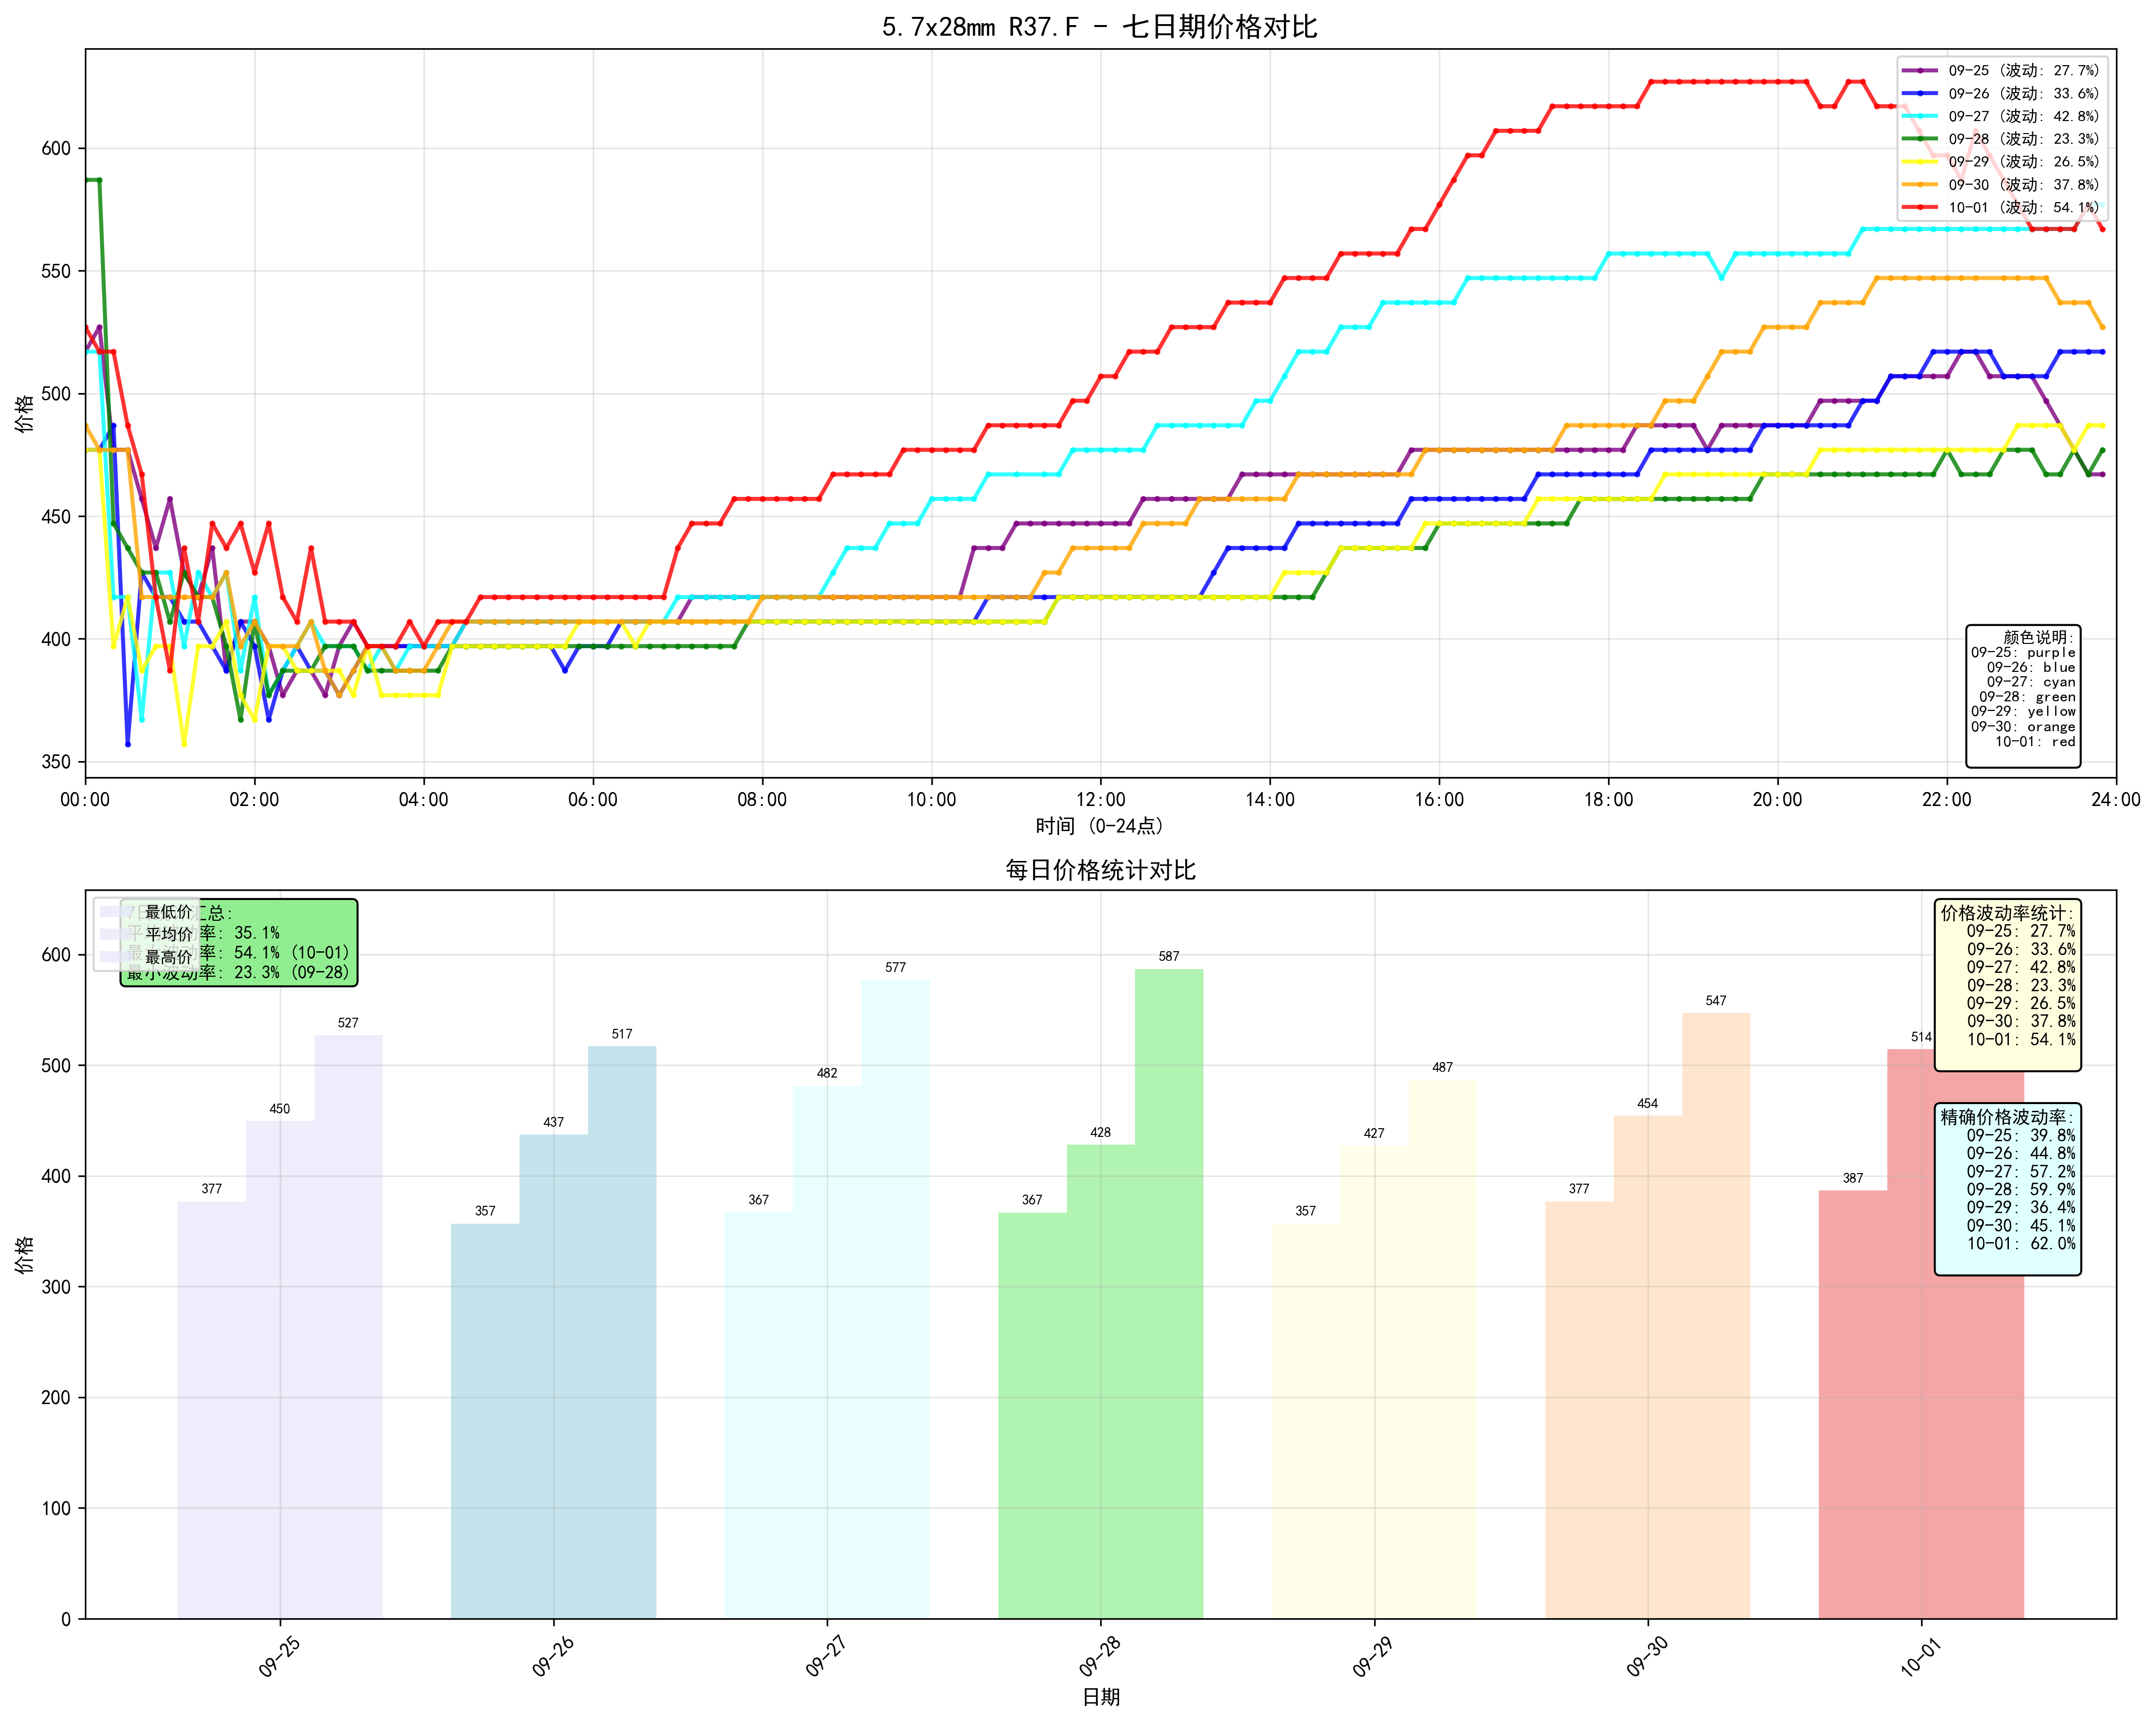 5.7x28mm R37.F - 七日期价格对比
价格
600
550
500
450
400
350
09-25 (波动: 27.7%)
09-26 (波动: 33.6%)
09-27 (波动: 42.8%)
09-28 (波动: 23.3%)
09-29 (波动: 26.5%)
09-30 (波动: 37.8%)
10-01 (波动: 54.1%)
颜色说明:
09-25: purple
09-26: blue
09-27: cyan
09-28: green
09-29: yellow
09-30: orange
10-01: red
00:00 02:00 04:00 06:00 08:00 10:00 12:00 14:00 16:00 18:00 20:00 22:00 24:00
时间 (0-24点)
每日价格统计对比
价格
600
500
400
300
200
100
0
最低价
平均价
最高价
汇总:
率: 35.1%
率: 54.1% (10-01)
最小波动率: 23.3% (09-28)
377 450 527
357 437 517
367 482 577
367 428 587
357 427 487
377 454 547
387 514
价格波动率统计:
09-25: 27.7%
09-26: 33.6%
09-27: 42.8%
09-28: 23.3%
09-29: 26.5%
09-30: 37.8%
10-01: 54.1%
精确价格波动率:
09-25: 39.8%
09-26: 44.8%
09-27: 57.2%
09-28: 59.9%
09-29: 36.4%
09-30: 45.1%
10-01: 62.0%
09-25 09-26 09-27 09-28 09-29 09-30 10-01
日期